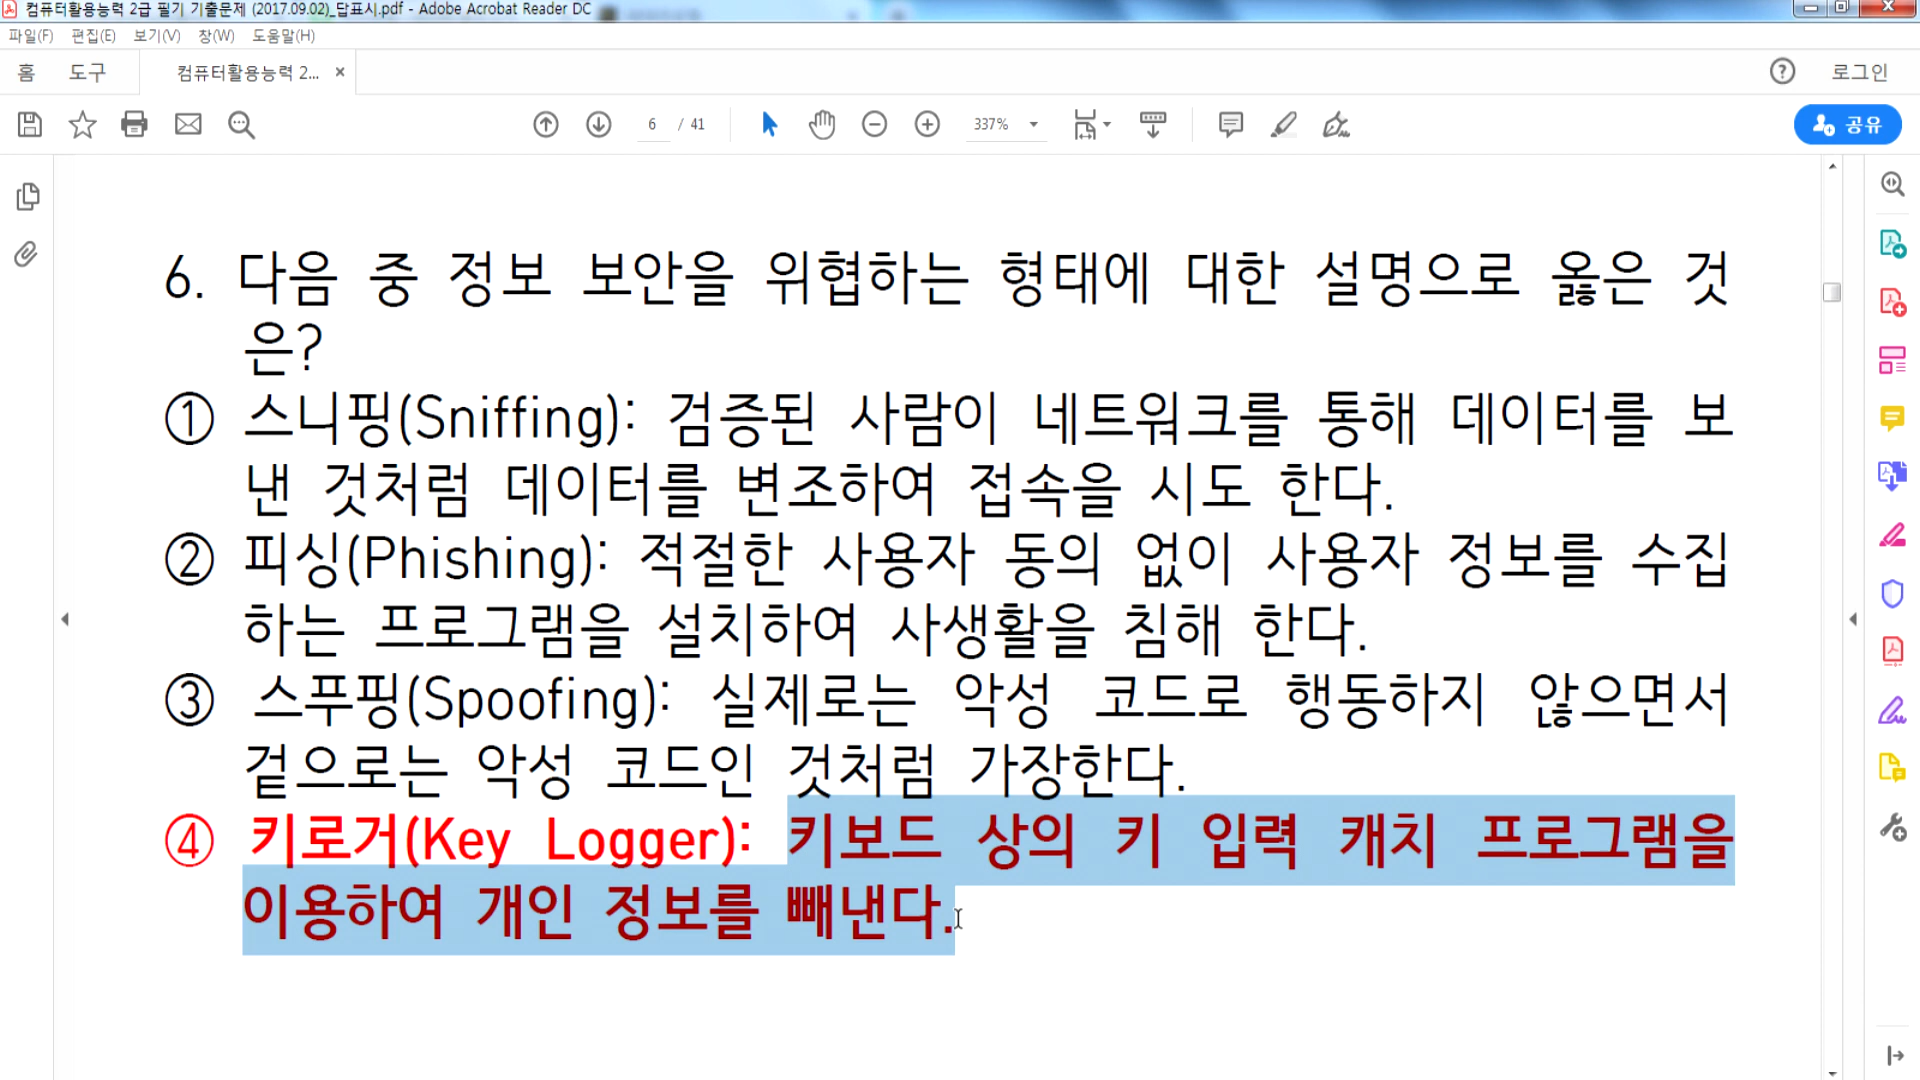 컴퓨터활용능력 2급 필기 기출문제 (2017.09.02)_답표시.pdf - Adobe Acrobat Reader DC
파일(F) 편집(E) 보기(V) 창(W) 도움말(H)
홈 도구 컴퓨터활용능력 2... × 로그인
6 / 41 337% 공유
6. 다음 중 정보 보안을 위협하는 형태에 대한 설명으로 옳은 것
은?
① 스니핑(Sniffing): 검증된 사람이 네트워크를 통해 데이터를 보
낸 것처럼 데이터를 변조하여 접속을 시도 한다.
② 피싱(Phishing): 적절한 사용자 동의 없이 사용자 정보를 수집
하는 프로그램을 설치하여 사생활을 침해 한다.
③ 스푸핑(Spoofing): 실제로는 악성 코드로 행동하지 않으면서
겉으로는 악성 코드인 것처럼 가장한다.
④ 키로거(Key Logger): 키보드 상의 키 입력 캐치 프로그램을
이용하여 개인 정보를 빼낸다.